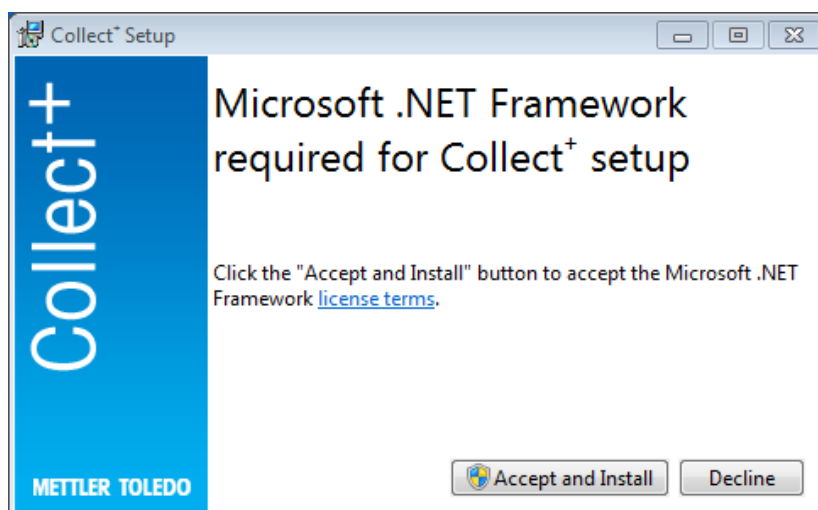 Collect⁺ Setup
Collect+
Microsoft .NET Framework
required for Collect⁺ setup
Click the "Accept and Install" button to accept the Microsoft .NET
Framework license terms.
METTLER TOLEDO
Accept and Install
Decline